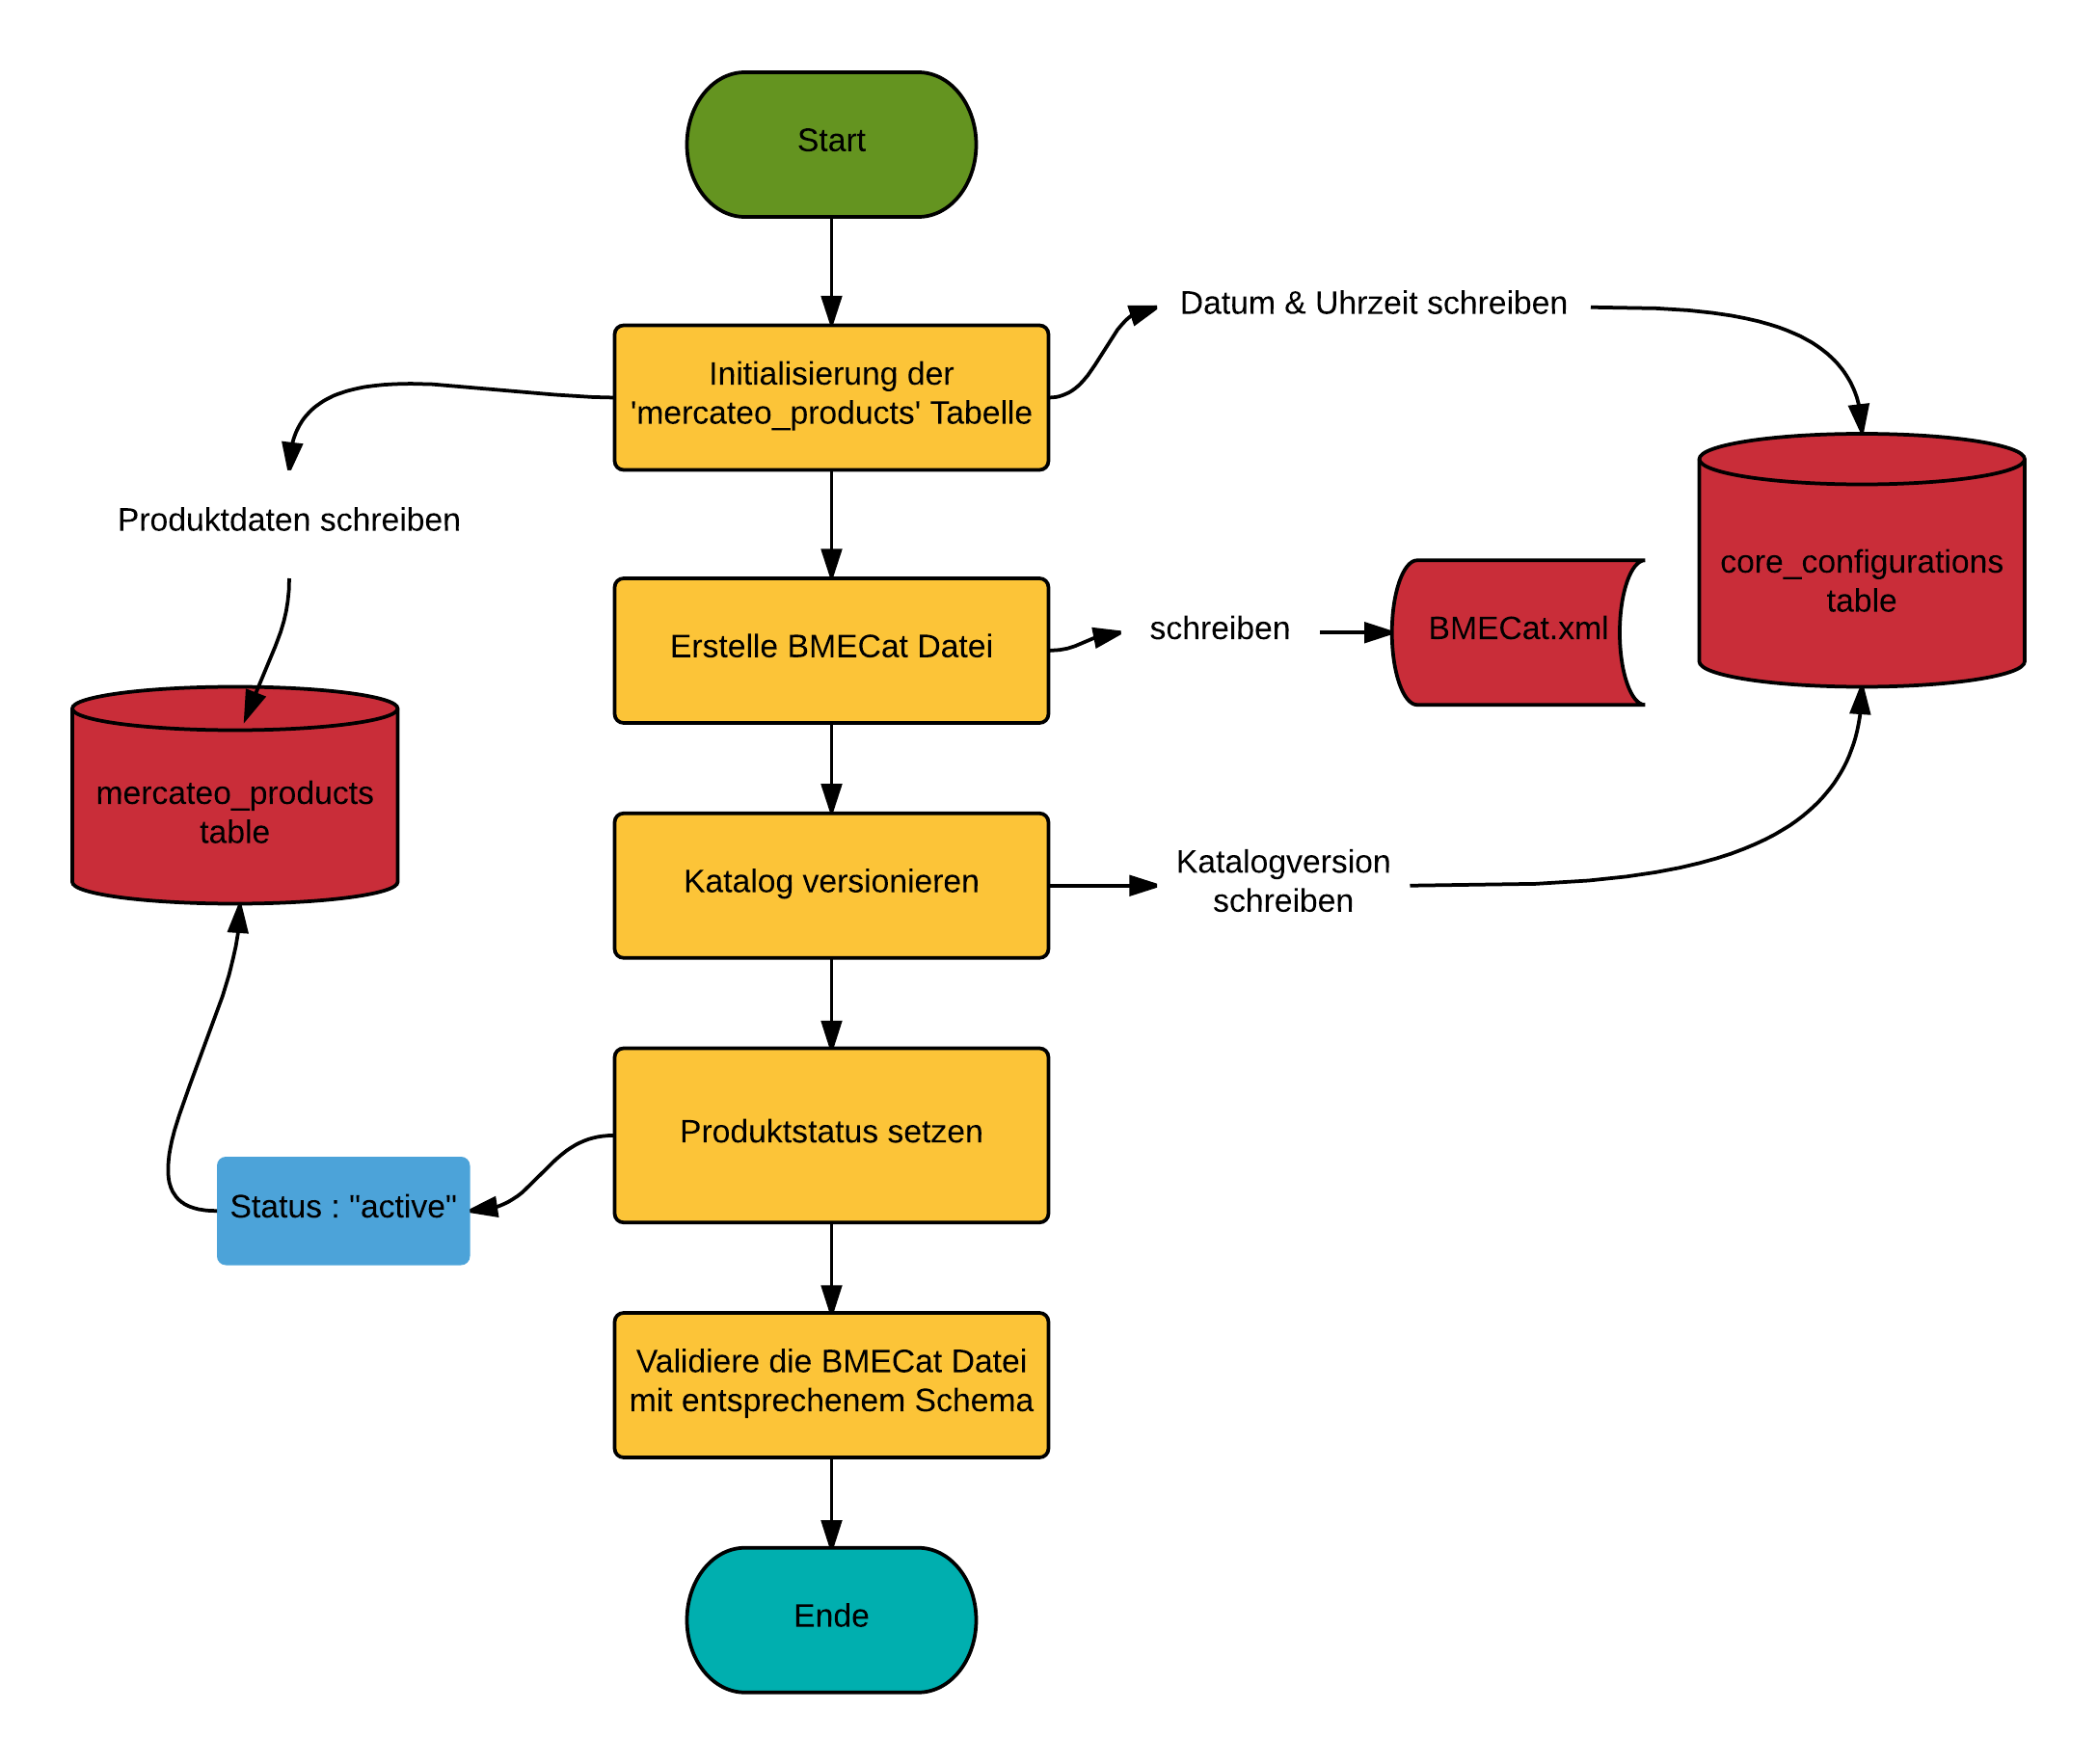 Start
Datum & Uhrzeit schreiben
Initialisierung der
'mercateo_products' Tabelle
Produktdaten schreiben
core_configurations
table
Erstelle BMECat Datei
schreiben
BMECat.xml
mercateo_products
table
Katalog versionieren
Katalogversion
schreiben
Produktstatus setzen
Status : "active"
Validiere die BMECat Datei
mit entsprechenem Schema
Ende